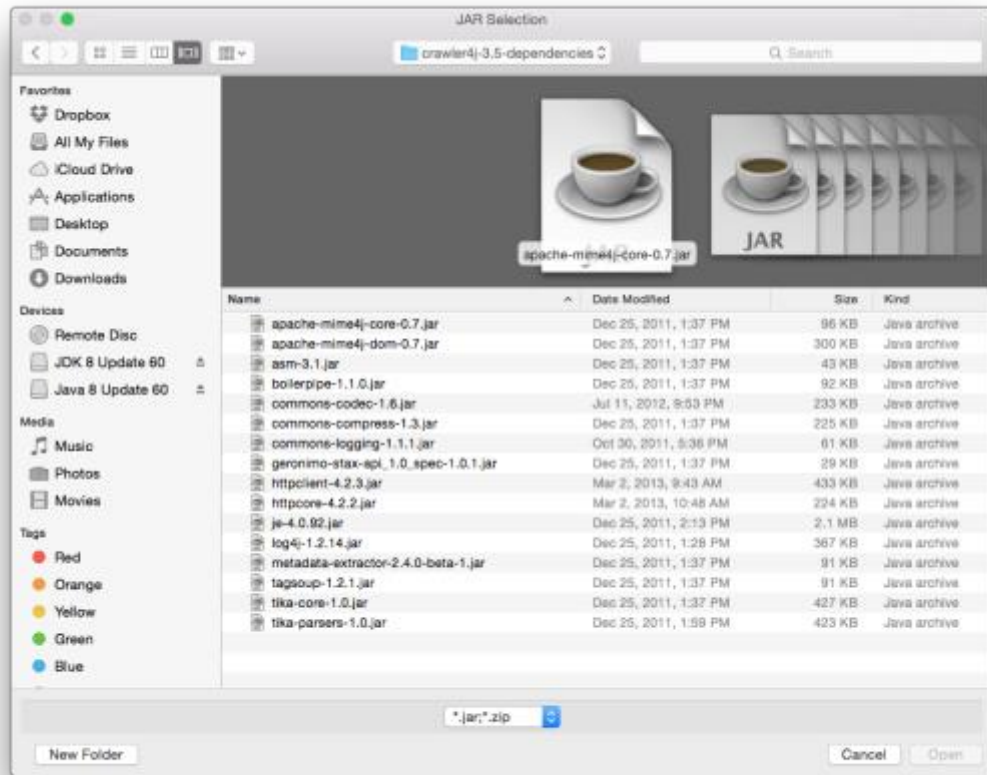 JAR Selection
crawler4j-3.5-dependencies
Search
Favorites
Dropbox
All My Files
iCloud Drive
Applications
Desktop
Documents
Downloads
Devices
Remote Disc
JDK 8 Update 60
Java 8 Update 60
Media
Music
Photos
Movies
Tags
Red
Orange
Yellow
Green
Blue
JAR
JAR
apache-mime4j-core-0.7.jar
Name Date Modified Size Kind
apache-mime4j-core-0.7.jar Dec 25, 2011, 1:37 PM 96 KB Java archive
apache-mime4j-dom-0.7.jar Dec 25, 2011, 1:37 PM 300 KB Java archive
asm-3.1.jar Dec 25, 2011, 1:37 PM 43 KB Java archive
boilerpipe-1.1.0.jar Dec 25, 2011, 1:37 PM 92 KB Java archive
commons-codec-1.6.jar Jul 11, 2012, 9:53 PM 233 KB Java archive
commons-compress-1.3.jar Dec 25, 2011, 1:37 PM 225 KB Java archive
commons-logging-1.1.1.jar Oct 30, 2011, 5:36 PM 61 KB Java archive
geronimo-stax-api_1.0_spec-1.0.1.jar Dec 25, 2011, 1:37 PM 29 KB Java archive
httpclient-4.2.3.jar Mar 2, 2013, 9:43 AM 433 KB Java archive
httpcore-4.2.2.jar Mar 2, 2013, 10:46 AM 224 KB Java archive
je-4.0.92.jar Dec 25, 2011, 2:13 PM 2.1 MB Java archive
log4j-1.2.14.jar Dec 25, 2011, 1:28 PM 367 KB Java archive
metadata-extractor-2.4.0-beta-1.jar Dec 25, 2011, 1:37 PM 91 KB Java archive
tagsoup-1.2.1.jar Dec 25, 2011, 1:37 PM 91 KB Java archive
tika-core-1.0.jar Dec 25, 2011, 1:37 PM 427 KB Java archive
tika-parsers-1.0.jar Dec 25, 2011, 1:59 PM 423 KB Java archive
*.jar;*.zip
New Folder
Cancel
Open